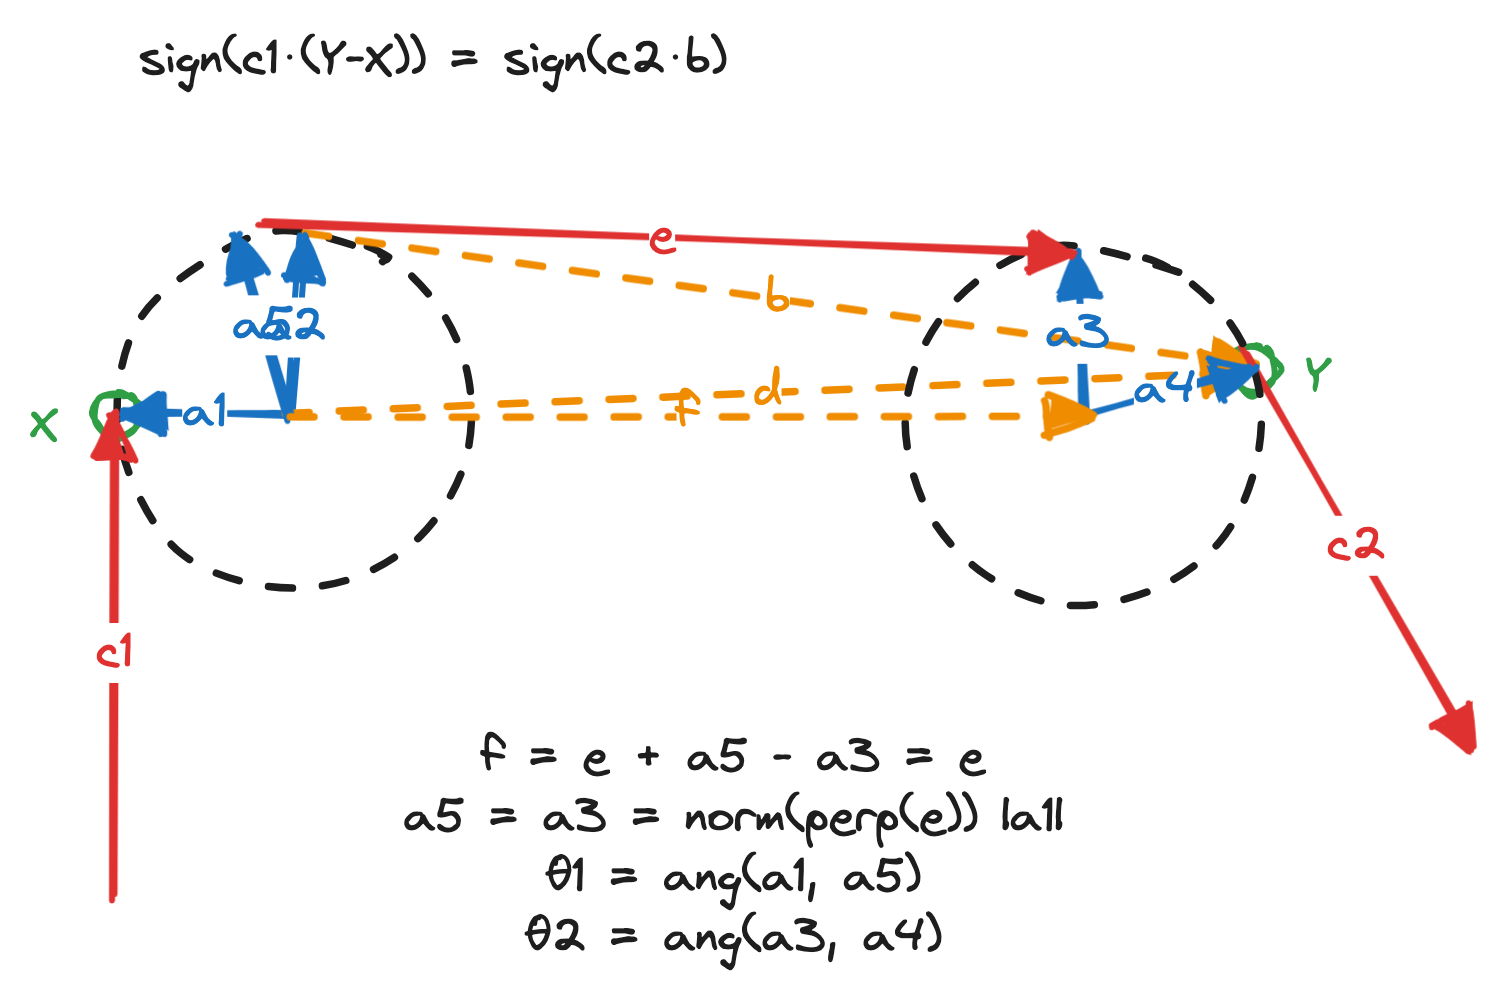 sign(c1·(Y-X)) = sign(c2·b)
e
b
a52
a3
d
Y
f
a4
X
a1
c2
c1
f = e + a5 - a3 = e
a5 = a3 = norm(perp(e)) |a1|
θ1 = ang(a1, a5)
θ2 = ang(a3, a4)